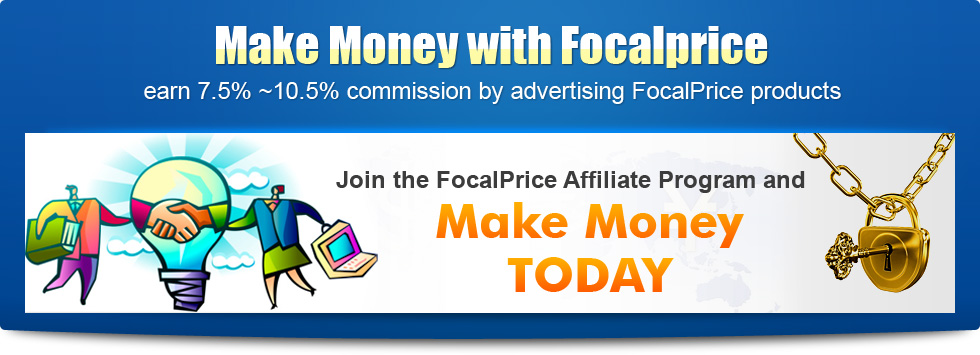 Make Money with Focalprice
earn 7.5% ~10.5% commission by advertising FocalPrice products
Join the FocalPrice Affiliate Program and
Make Money
TODAY